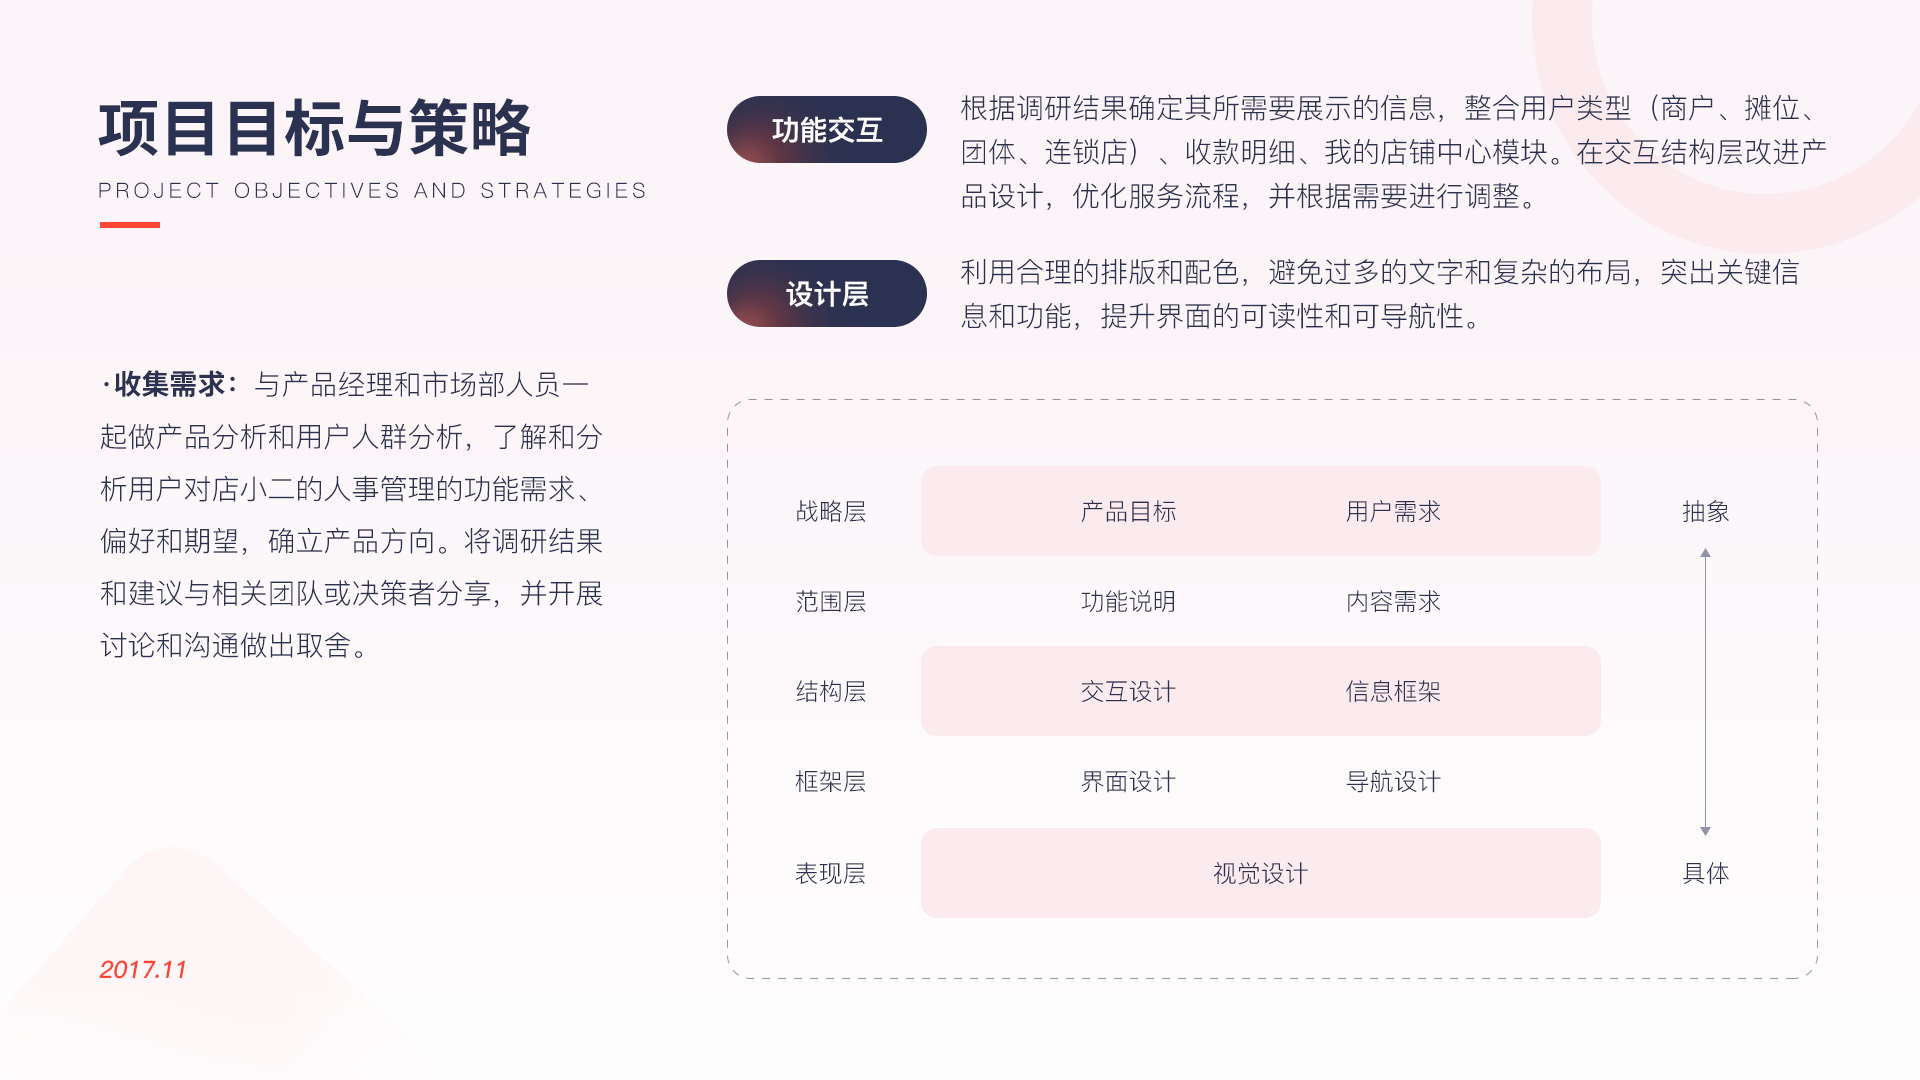 项目目标与策略
PROJECT OBJECTIVES AND STRATEGIES
·收集需求：与产品经理和市场部人员一
起做产品分析和用户人群分析，了解和分
析用户对店小二的人事管理的功能需求、
偏好和期望，确立产品方向。将调研结果
和建议与相关团队或决策者分享，并开展
讨论和沟通做出取舍。
2017.11
功能交互
根据调研结果确定其所需要展示的信息，整合用户类型（商户、摊位、
团体、连锁店）、收款明细、我的店铺中心模块。在交互结构层改进产
品设计，优化服务流程，并根据需要进行调整。
设计层
利用合理的排版和配色，避免过多的文字和复杂的布局，突出关键信
息和功能，提升界面的可读性和可导航性。
战略层 产品目标 用户需求 抽象
范围层 功能说明 内容需求
结构层 交互设计 信息框架
框架层 界面设计 导航设计
表现层 视觉设计 具体